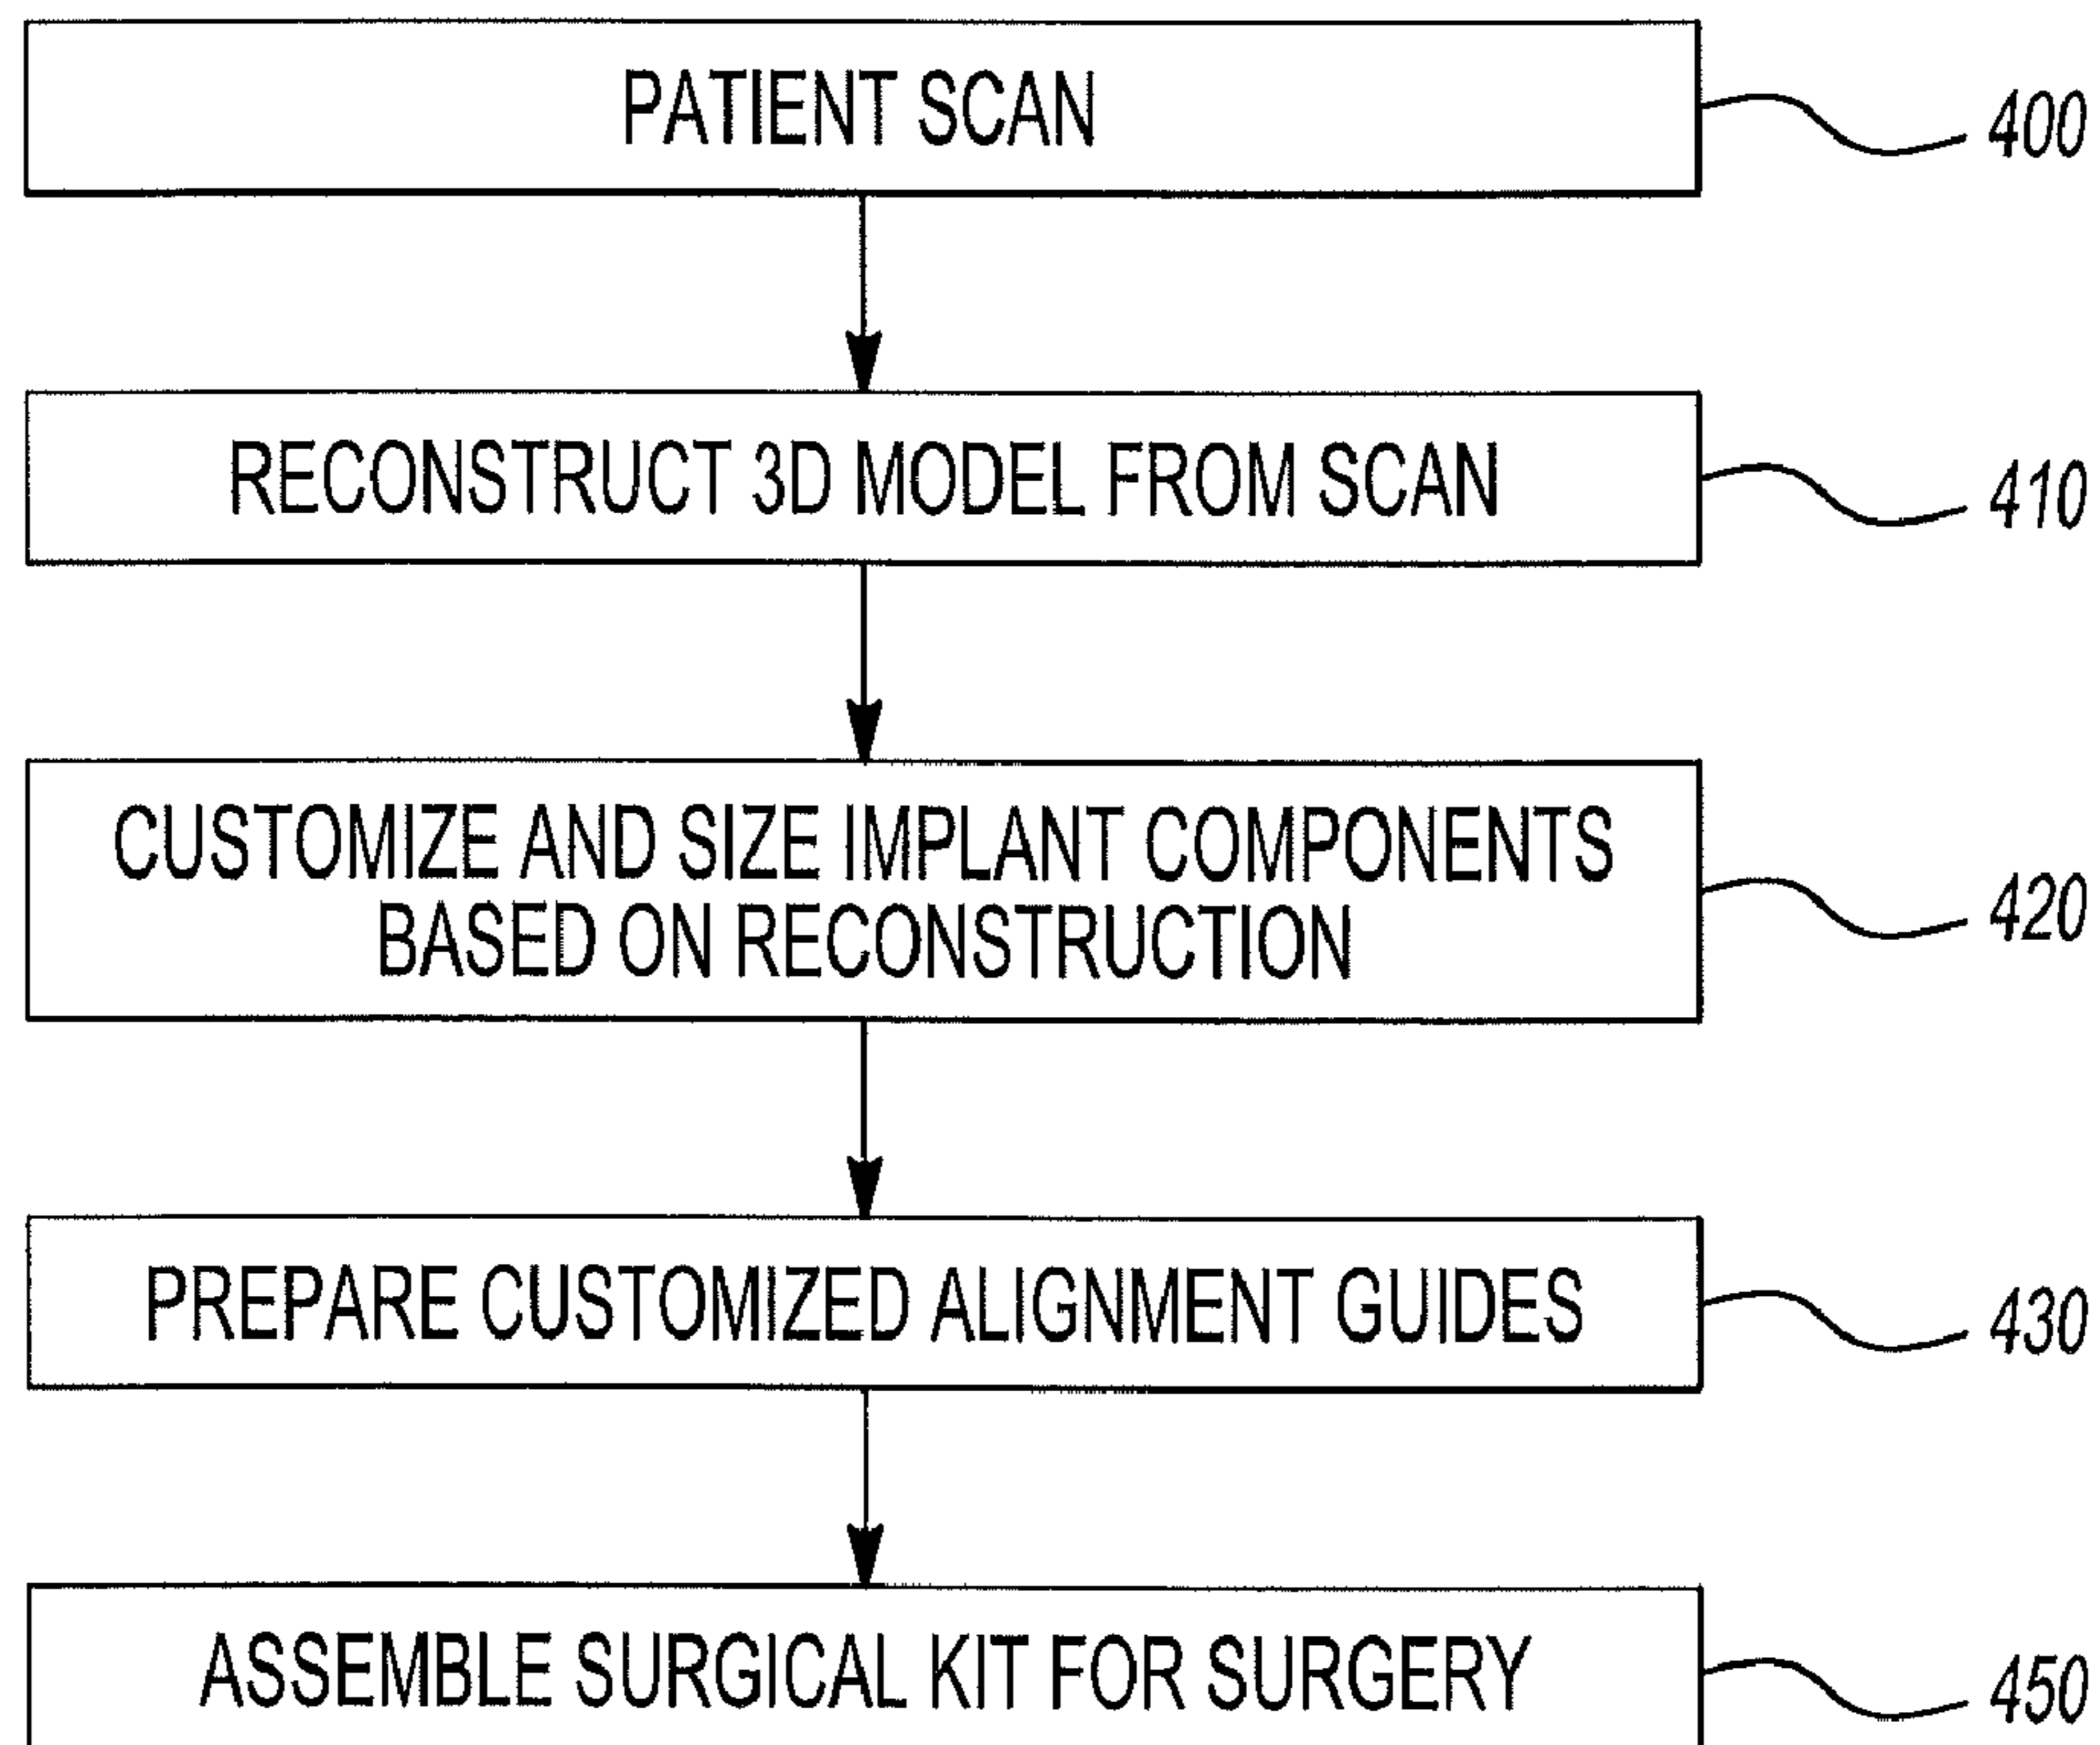 PATIENT SCAN
400
RECONSTRUCT 3D MODEL FROM SCAN
410
CUSTOMIZE AND SIZE IMPLANT COMPONENTS
BASED ON RECONSTRUCTION
420
PREPARE CUSTOMIZED ALIGNMENT GUIDES
430
ASSEMBLE SURGICAL KIT FOR SURGERY
450